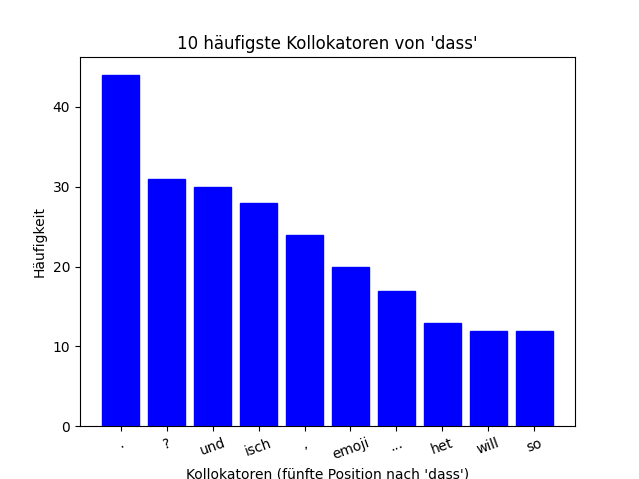 10 häufigste Kollokatoren von 'dass'
Häufigkeit
40
30
20
10
0
. ? und isch , emoji ... het will so
Kollokatoren (fünfte Position nach 'dass')